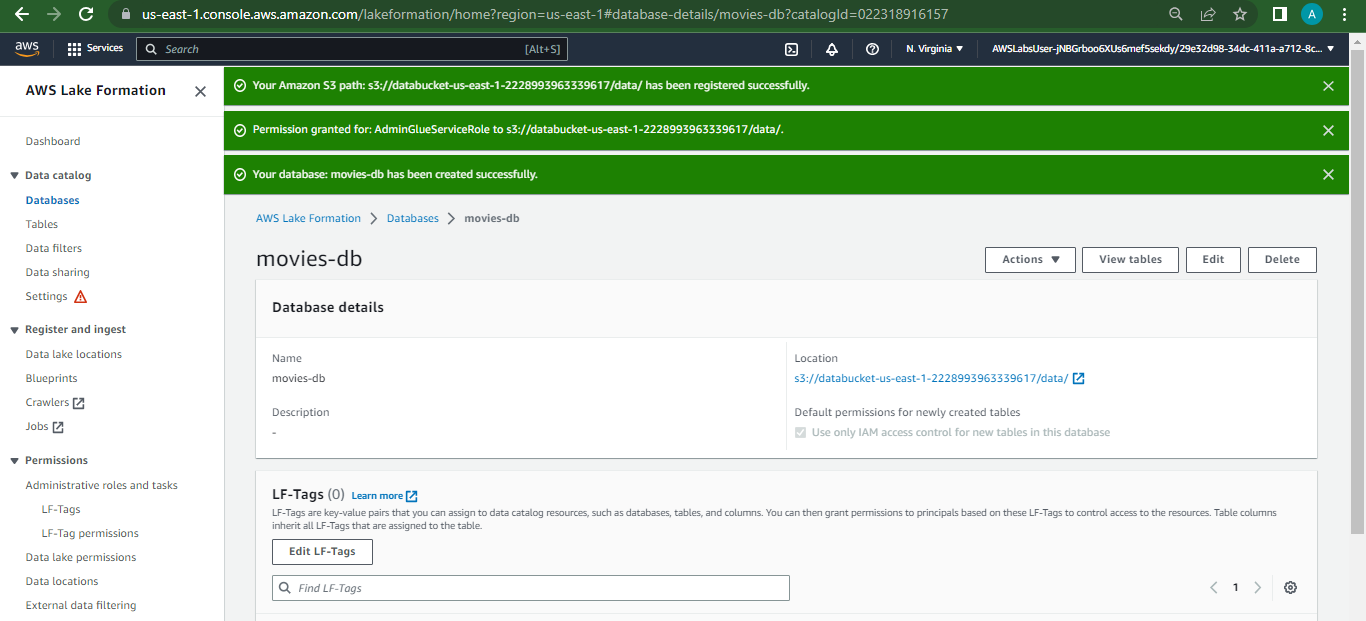 us-east-1.console.aws.amazon.com/lakeformation/home?region=us-east-1#database-details/movies-db?catalogId=022318916157
A
aws
Services
Search
[Alt+S]
N. Virginia
AWSLabsUser-jNBGrboo6XUs6mef5sekdy/29e32d98-34dc-411a-a712-8c...
AWS Lake Formation
Dashboard
Data catalog
Databases
Tables
Data filters
Data sharing
Settings
Register and ingest
Data lake locations
Blueprints
Crawlers
Jobs
Permissions
Administrative roles and tasks
LF-Tags
LF-Tag permissions
Data lake permissions
Data locations
External data filtering
Your Amazon S3 path: s3://databucket-us-east-1-2228993963339617/data/ has been registered successfully.
Permission granted for: AdminGlueServiceRole to s3://databucket-us-east-1-2228993963339617/data/.
Your database: movies-db has been created successfully.
AWS Lake Formation
Databases
movies-db
movies-db
Actions
View tables
Edit
Delete
Database details
Name
movies-db
Description
-
Location
s3://databucket-us-east-1-2228993963339617/data/
Default permissions for newly created tables
Use only IAM access control for new tables in this database
LF-Tags (0) Learn more
LF-Tags are key-value pairs that you can assign to data catalog resources, such as databases, tables, and columns. You can then grant permissions to principals based on these LF-Tags to control access to the resources. Table columns
inherit all LF-Tags that are assigned to the table.
Edit LF-Tags
Find LF-Tags
1